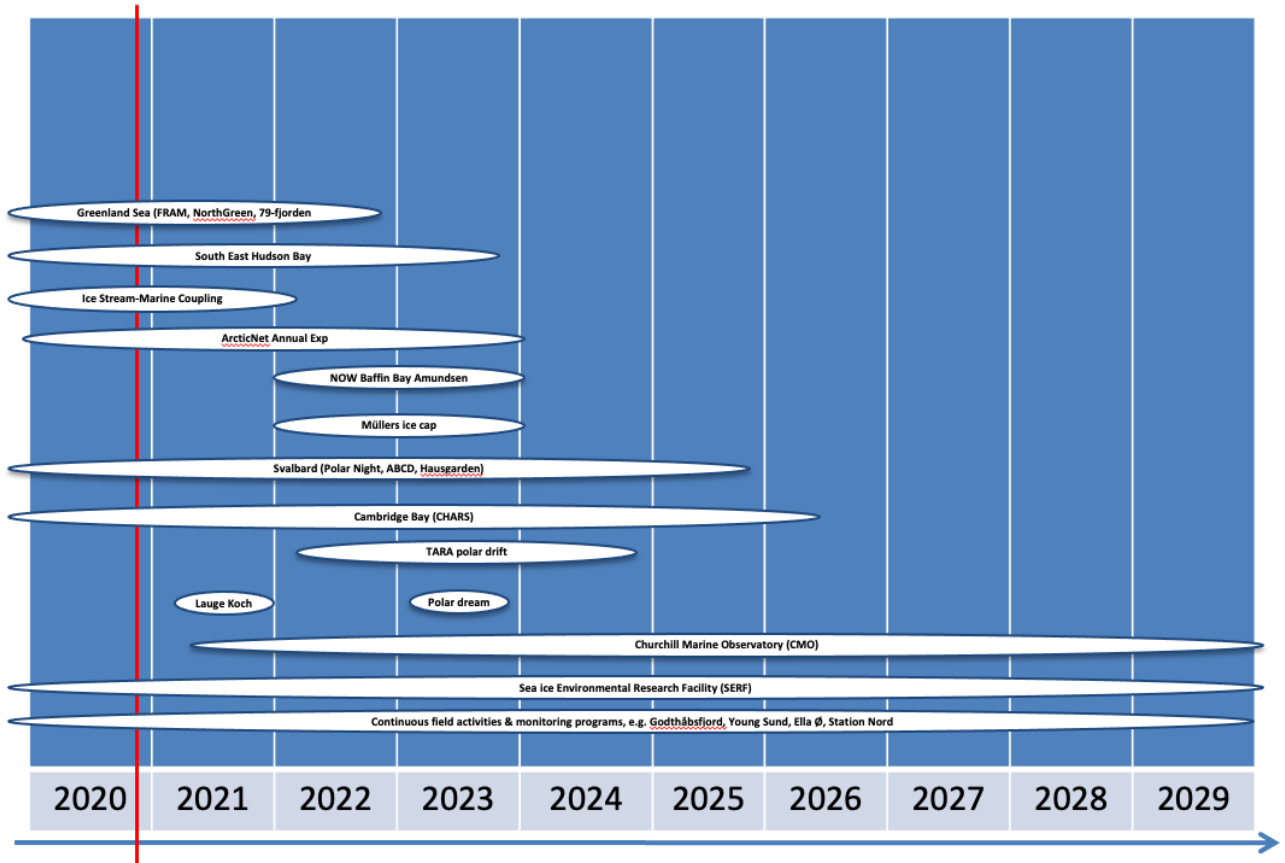 Greenland Sea (FRAM, NorthGreen, 79-fjorden
South East Hudson Bay
Ice Stream-Marine Coupling
ArcticNet Annual Exp
NOW Baffin Bay Amundsen
Müllers ice cap
Svalbard (Polar Night, ABCD, Hausgarden)
Cambridge Bay (CHARS)
TARA polar drift
Lauge Koch
Polar dream
Churchill Marine Observatory (CMO)
Sea ice Environmental Research Facility (SERF)
Continuous field activities & monitoring programs, e.g. Godthåbsfjord, Young Sund, Ella Ø, Station Nord
2020 2021 2022 2023 2024 2025 2026 2027 2028 2029